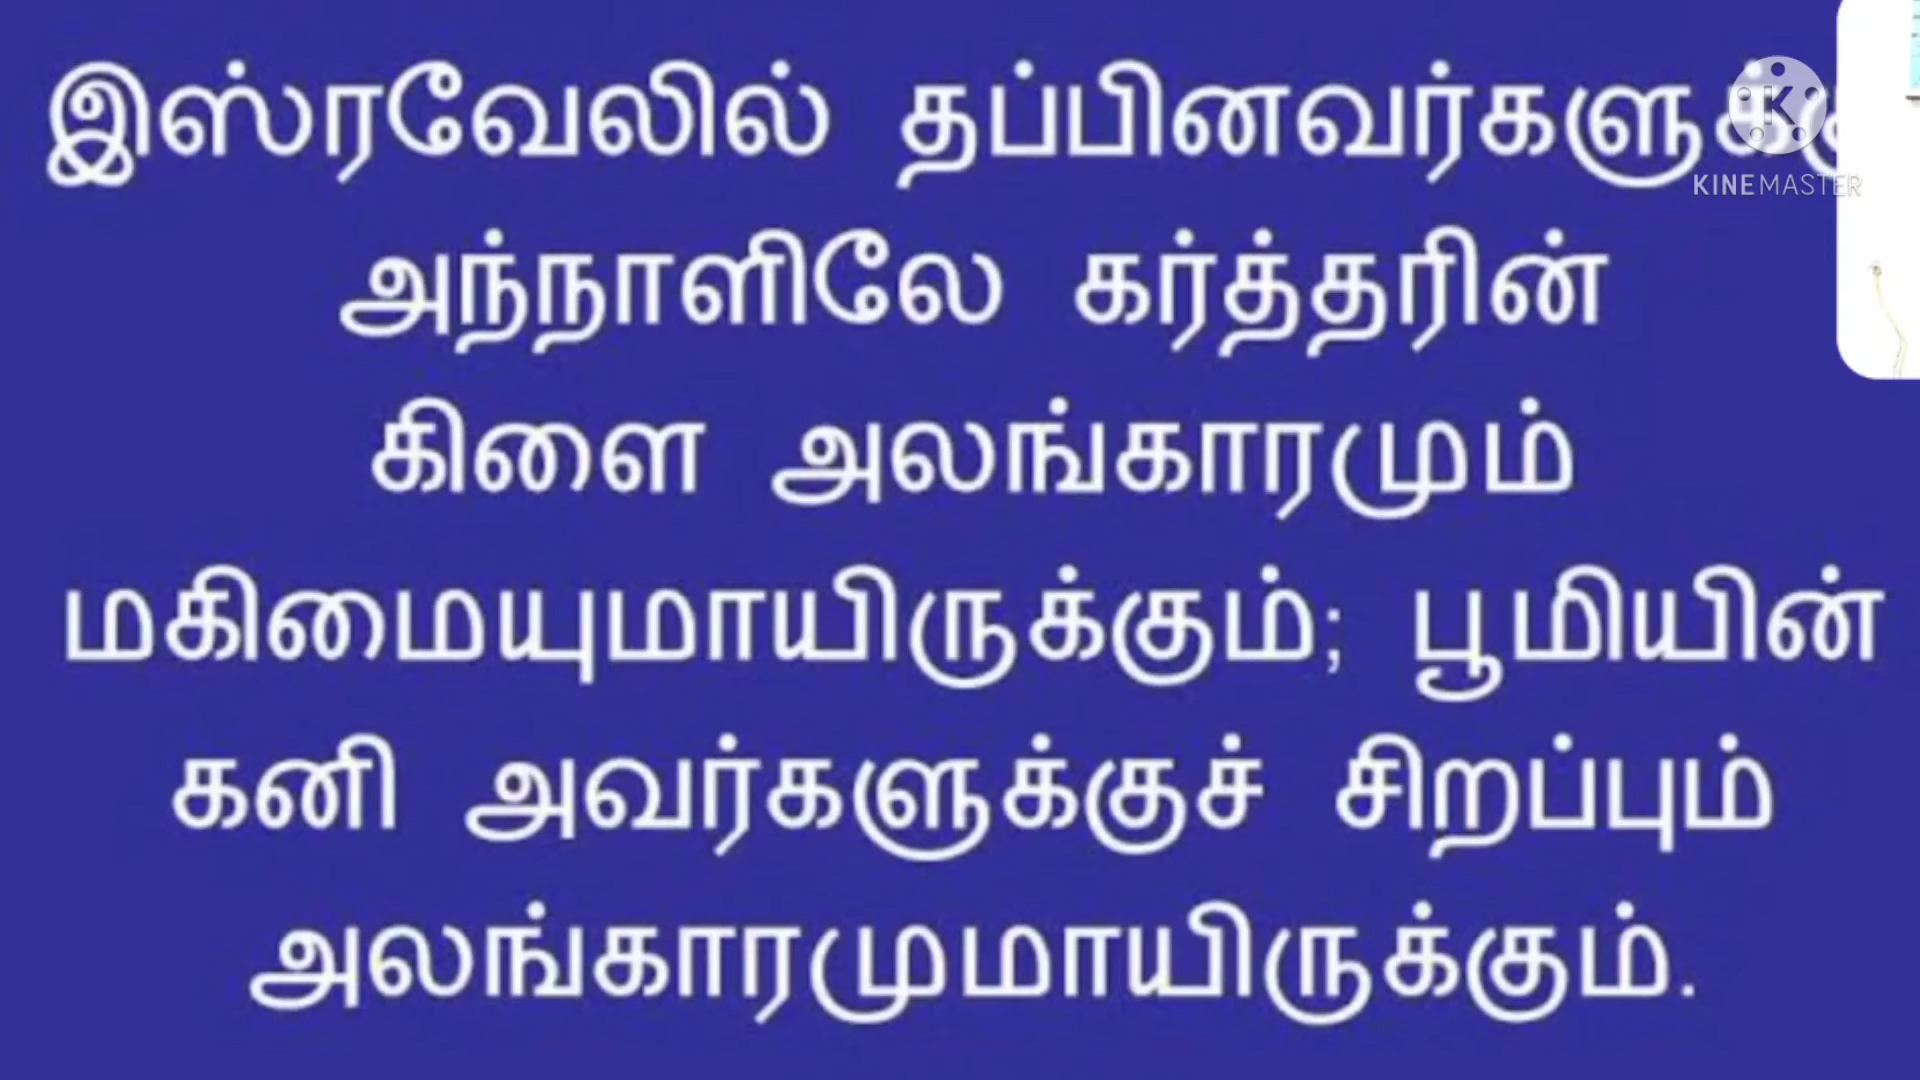 இஸ்ரவேலில் தப்பினவர்களுக்கு
அந்நாளிலே கர்த்தரின்
கிளை அலங்காரமும்
மகிமையுமாயிருக்கும்; பூமியின்
கனி அவர்களுக்குச் சிறப்பும்
அலங்காரமுமாயிருக்கும்.
K
KINEMASTER